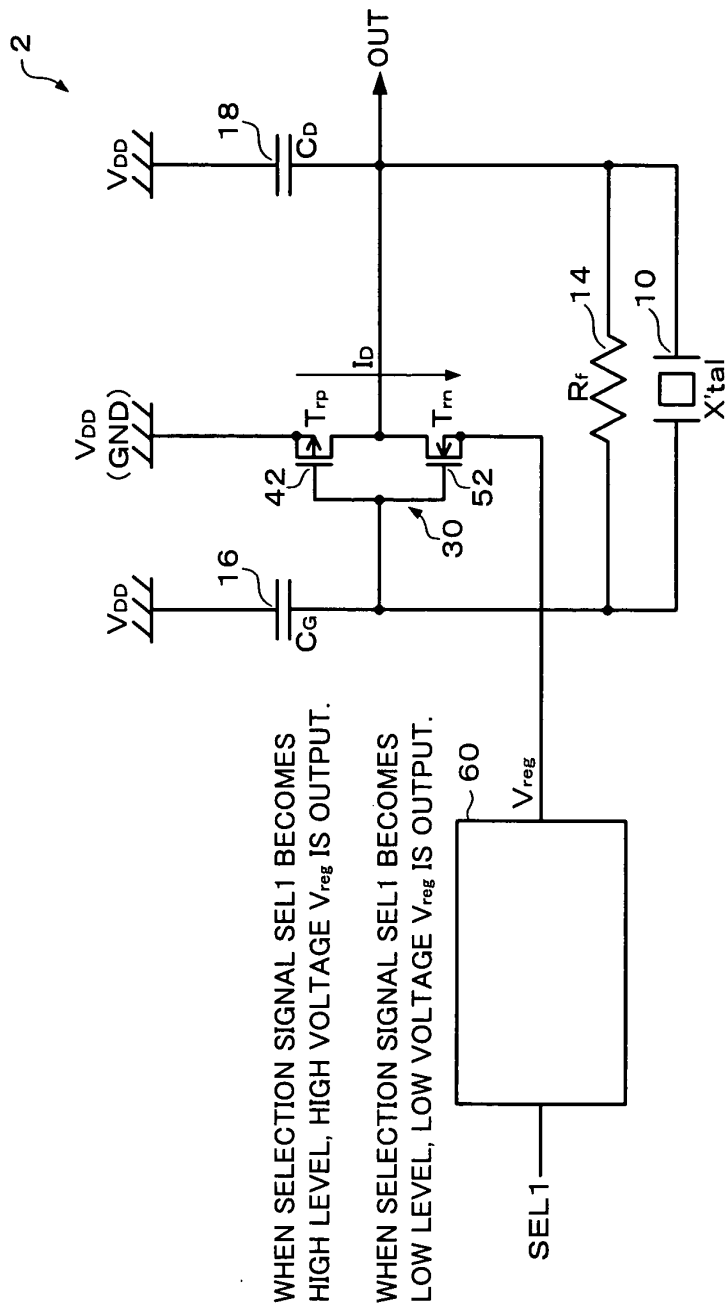 2
VDD
VDD
(GND)
VDD
16
CG
18
CD
42
Trp
ID
OUT
30
52
Trn
WHEN SELECTION SIGNAL SEL1 BECOMES
HIGH LEVEL, HIGH VOLTAGE Vreg IS OUTPUT.
WHEN SELECTION SIGNAL SEL1 BECOMES
LOW LEVEL, LOW VOLTAGE Vreg IS OUTPUT.
60
Vreg
SEL1
Rf
14
10
X'tal